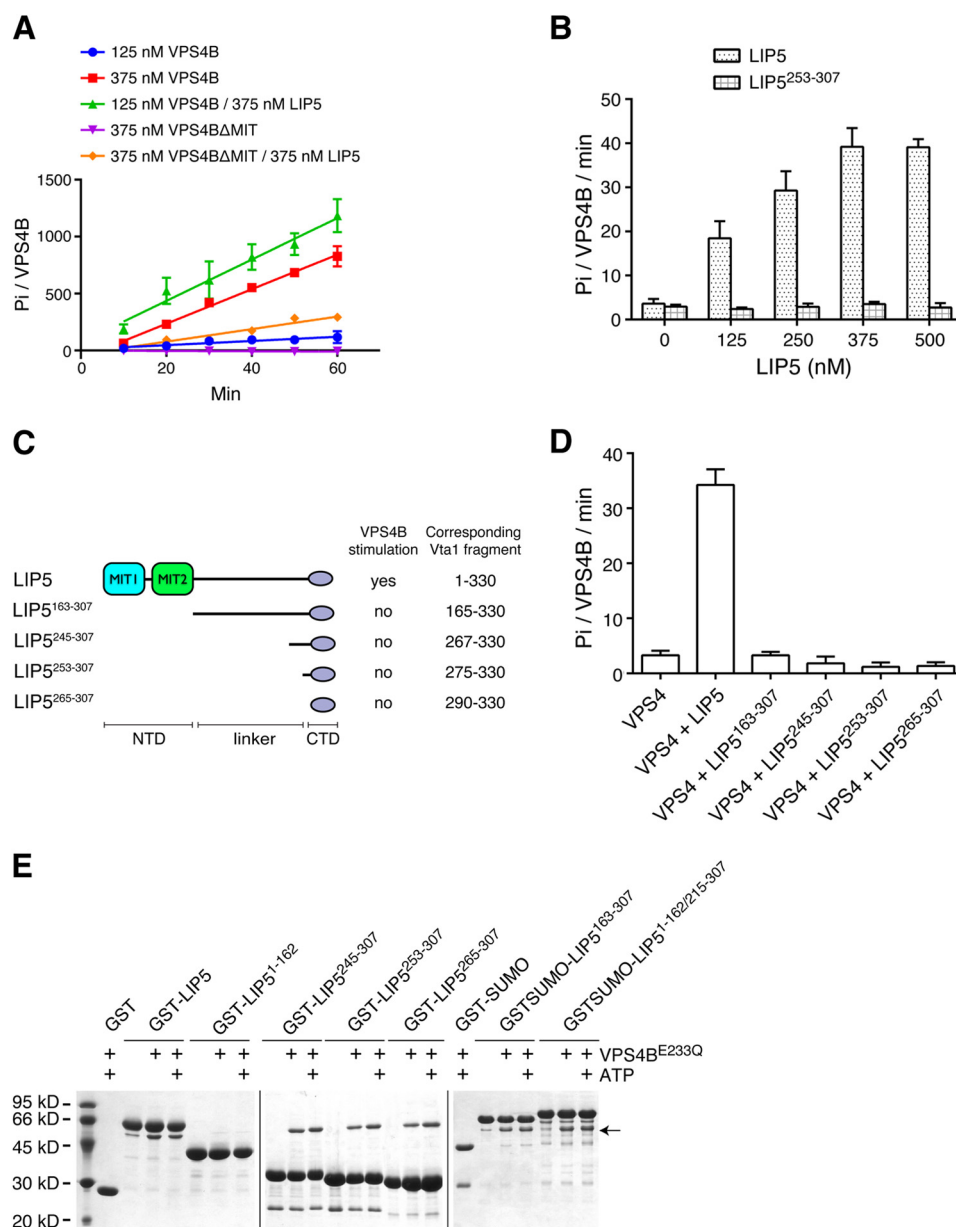 A
125 nM VPS4B
375 nM VPS4B
125 nM VPS4B / 375 nM LIP5
375 nM VPS4BΔMIT
375 nM VPS4BΔMIT / 375 nM LIP5
Pi / VPS4B
1500
1000
500
0
0 20 40 60
Min
B
LIP5
LIP5253-307
Pi / VPS4B / min
50
40
30
20
10
0
0 125 250 375 500
LIP5 (nM)
C
VPS4B stimulation
Corresponding Vta1 fragment
LIP5 MIT1 MIT2 yes 1-330
LIP5163-307 no 165-330
LIP5245-307 no 267-330
LIP5253-307 no 275-330
LIP5265-307 no 290-330
NTD linker CTD
D
Pi / VPS4B / min
40
30
20
10
0
VPS4
VPS4 + LIP5
VPS4 + LIP5163-307
VPS4 + LIP5245-307
VPS4 + LIP5253-307
VPS4 + LIP5265-307
E
GST
GST-LIP5
GST-LIP51-162
GST-LIP5245-307
GST-LIP5253-307
GST-LIP5265-307
GST-SUMO
GSTSUMO-LIP5163-307
GSTSUMO-LIP51-162/215-307
+ + + + + + + + + + + + + + + + VPS4BE233Q
+ + + + + + + + + ATP
95 kD
66 kD
45 kD
30 kD
20 kD